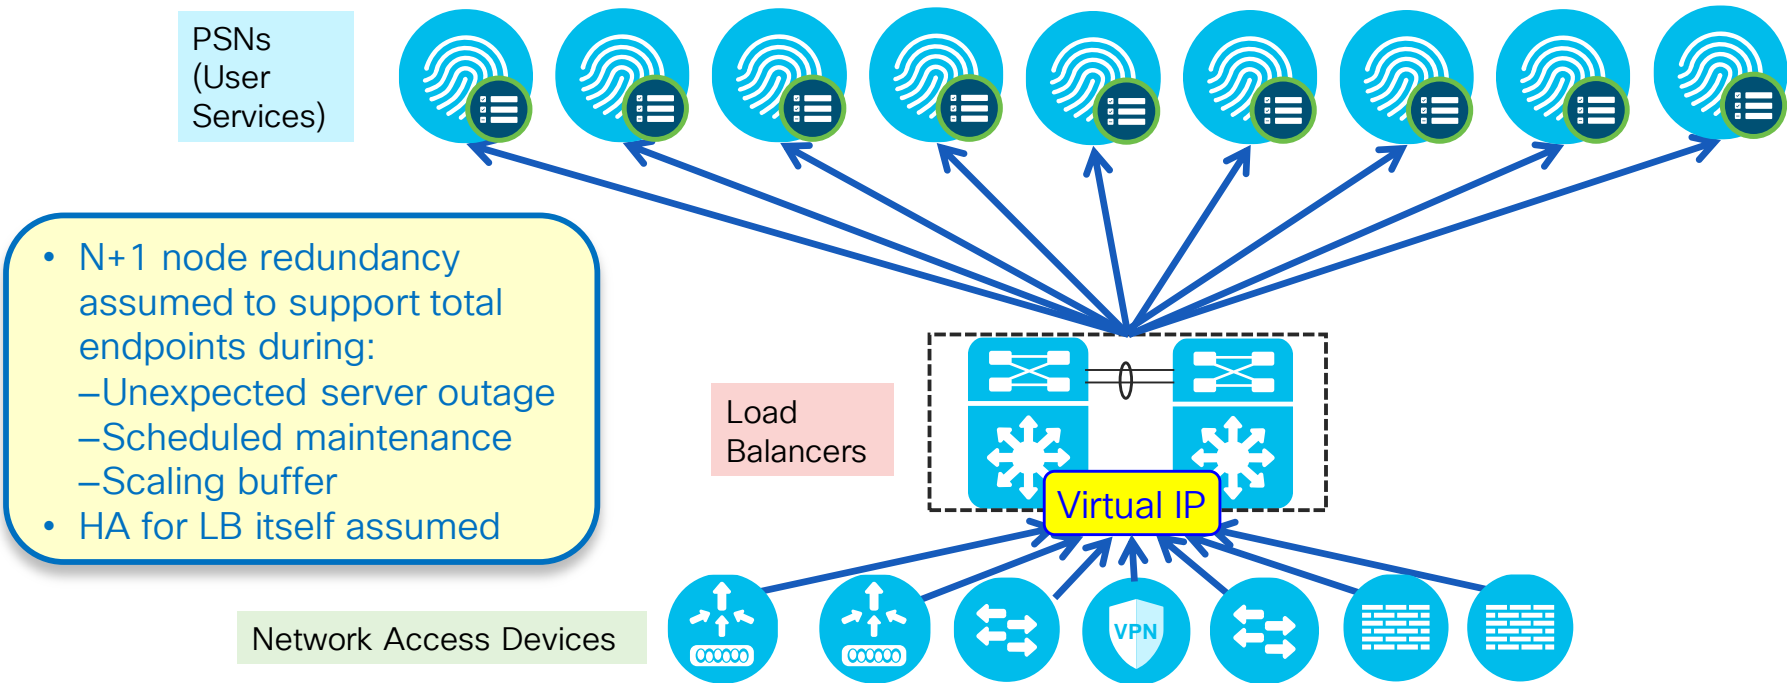 PSNs
(User
Services)
• N+1 node redundancy
assumed to support total
endpoints during:
–Unexpected server outage
–Scheduled maintenance
–Scaling buffer
• HA for LB itself assumed
Load
Balancers
Virtual IP
Network Access Devices
VPN